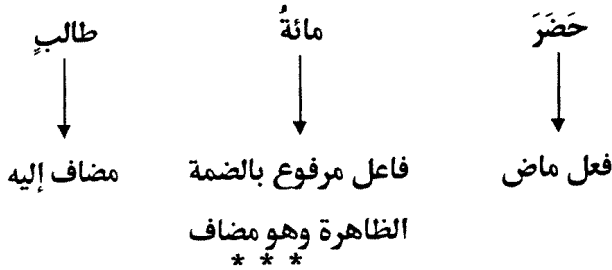 حَضَرَ مائةُ طالبٍ
فعل ماض فاعل مرفوع بالضمة مضاف إليه
الظاهرة وهو مضاف
* * *